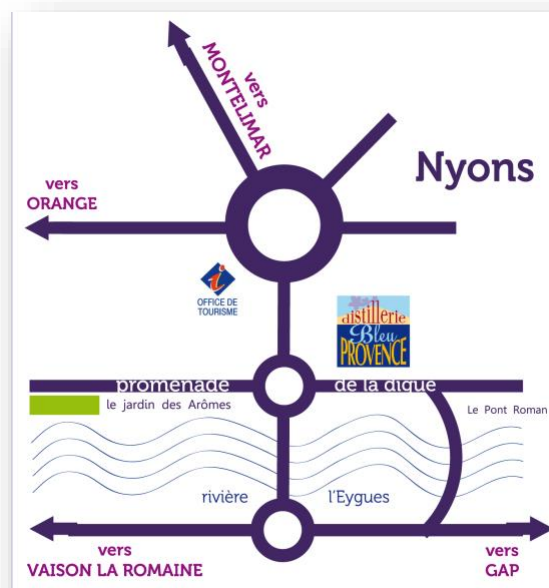 vers
MONTELIMAR
Nyons
vers
ORANGE
OFFICE DE
TOURISME
distillerie
Bleu
PROVENCE
promenade de la digue
le jardin des Arômes
Le Pont Roman
rivière l'Eygues
vers
VAISON LA ROMAINE
vers
GAP